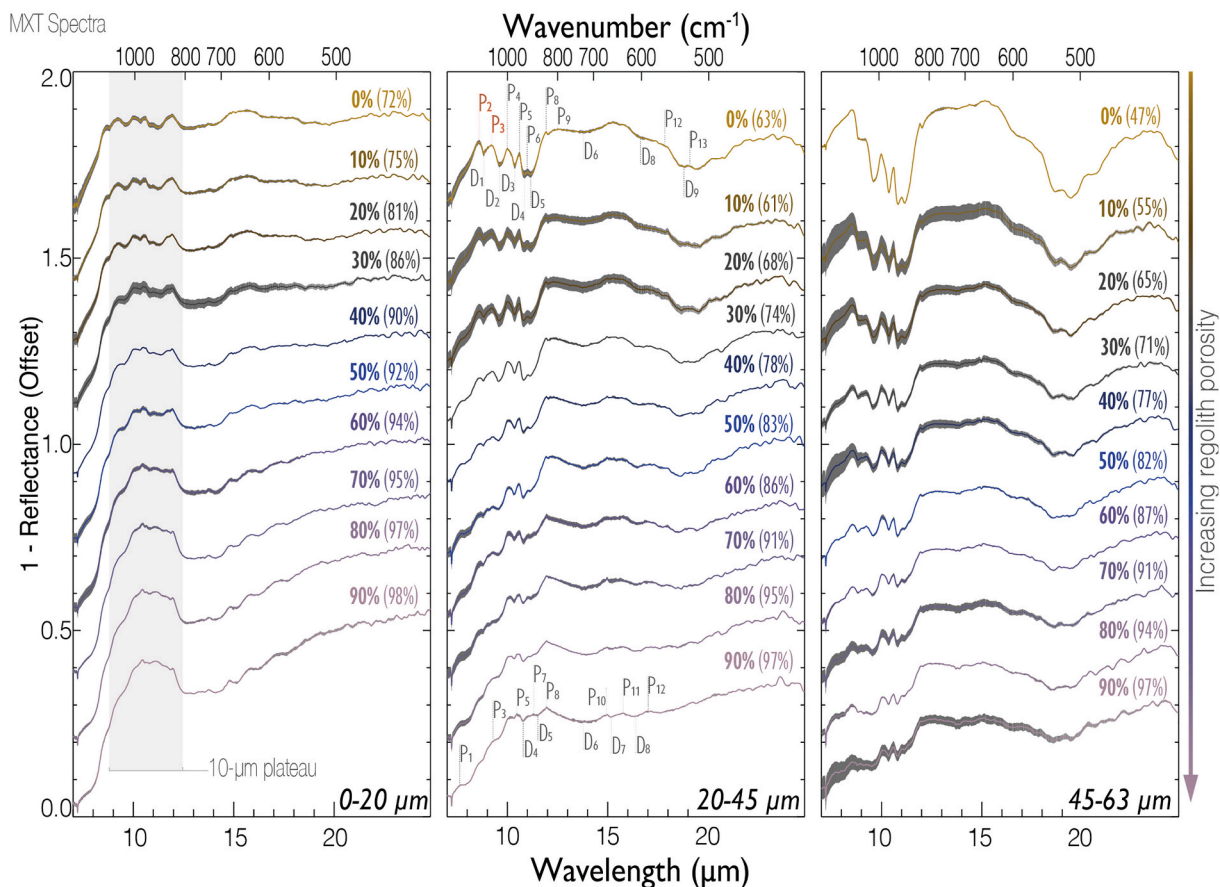 MXT Spectra
Wavenumber (cm⁻¹)
1000 800 700 600 500
1000 900 800 700 600 500
1000 800 700 600 500
1 - Reflectance (Offset)
2.0
1.5
1.0
0.5
0.0
0% (72%)
10% (75%)
20% (81%)
30% (86%)
40% (90%)
50% (92%)
60% (94%)
70% (95%)
80% (97%)
90% (98%)
10-µm plateau
0-20 µm
10 15 20
P₂ P₃ P₄ P₅ P₆ P₈ P₉ P₁₂ P₁₃
D₁ D₂ D₃ D₄ D₅ D₆ D₈ D₉
0% (63%)
10% (61%)
20% (68%)
30% (74%)
40% (78%)
50% (83%)
60% (86%)
70% (91%)
80% (95%)
90% (97%)
P₁ P₃ P₅ P₇ P₈ P₁₀ P₁₁ P₁₂
D₄ D₅ D₆ D₇ D₈
20-45 µm
10 15 20
0% (47%)
10% (55%)
20% (65%)
30% (71%)
40% (77%)
50% (82%)
60% (87%)
70% (91%)
80% (94%)
90% (97%)
45-63 µm
10 15 20
Wavelength (µm)
Increasing regolith porosity